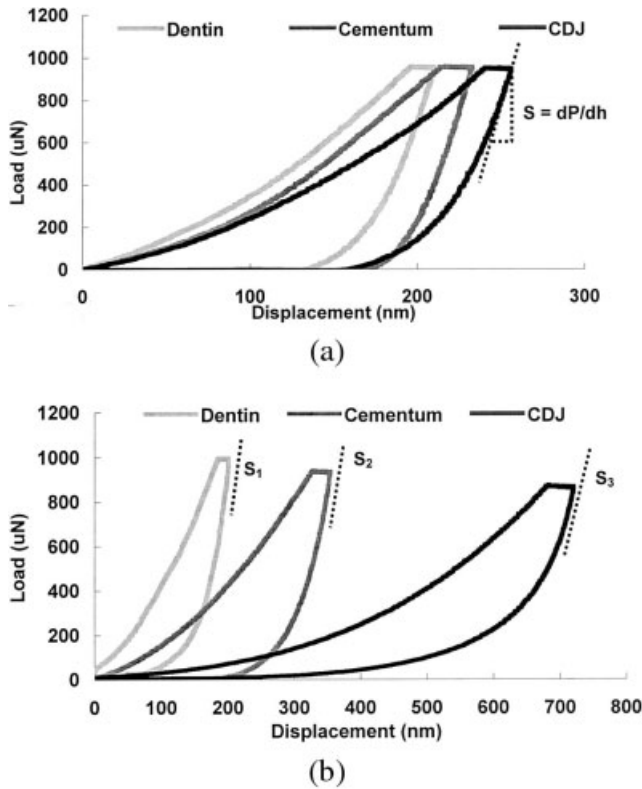 1200
Dentin Cementum CDJ
1000
800
S = dP/dh
600
400
200
0
Load (uN)
0 100 200 300
Displacement (nm)
(a)
1200
Dentin Cementum CDJ
1000
S1 S2 S3
800
600
400
200
0
Load (uN)
0 100 200 300 400 500 600 700 800
Displacement (nm)
(b)